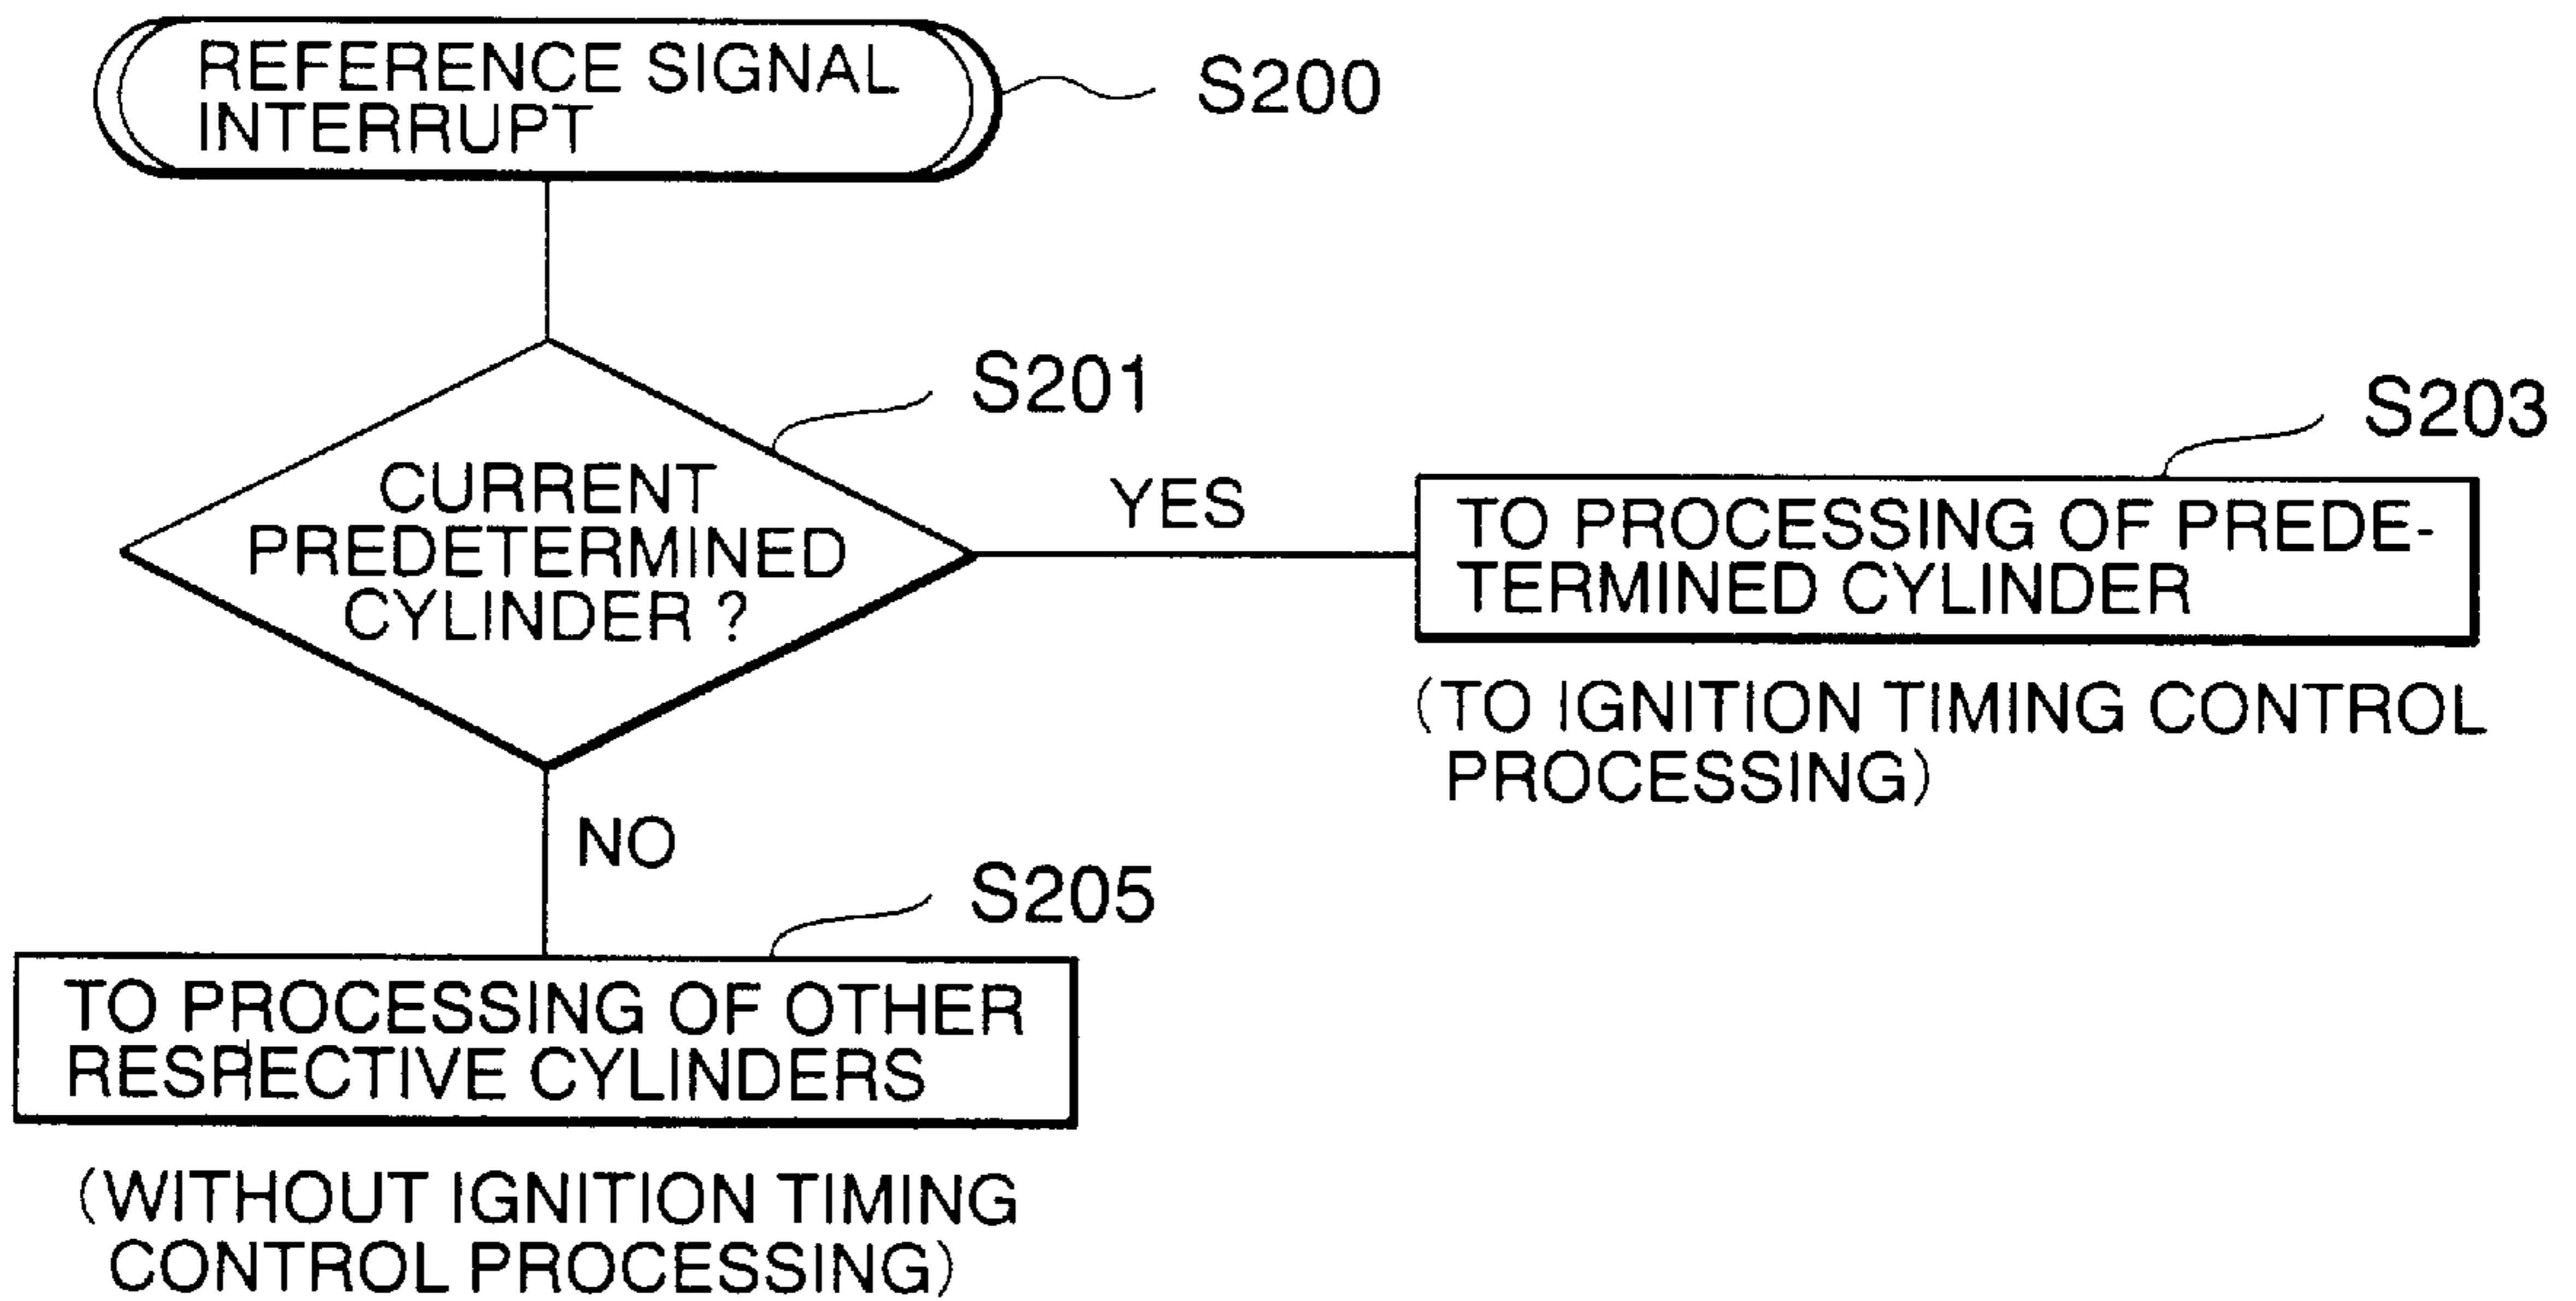 REFERENCE SIGNAL
INTERRUPT
S200
S201
CURRENT
PREDETERMINED
CYLINDER ?
YES
S203
TO PROCESSING OF PREDE-
TERMINED CYLINDER
(TO IGNITION TIMING CONTROL
PROCESSING)
NO
S205
TO PROCESSING OF OTHER
RESPECTIVE CYLINDERS
(WITHOUT IGNITION TIMING
CONTROL PROCESSING)